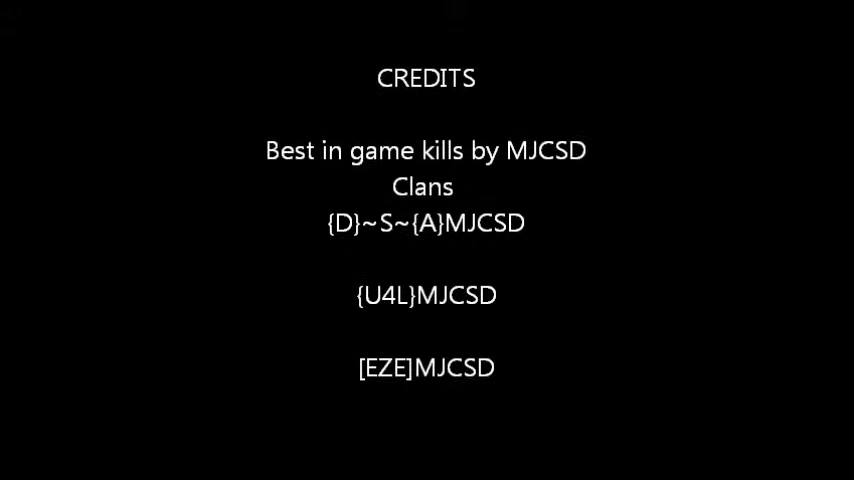 CREDITS
Best in game kills by MJCSD
Clans
{D}~S~{A}MJCSD
{U4L}MJCSD
[EZE]MJCSD